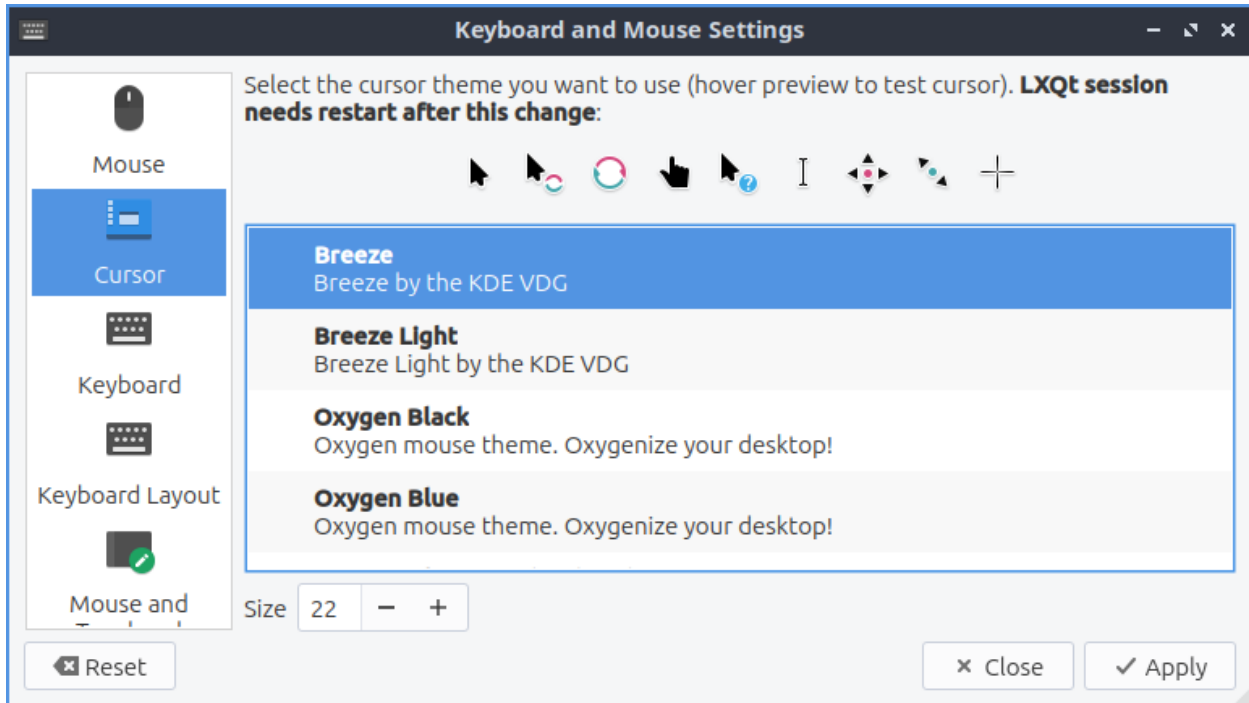 Keyboard and Mouse Settings
Mouse
Cursor
Keyboard
Keyboard Layout
Mouse and
Select the cursor theme you want to use (hover preview to test cursor). LXQt session
needs restart after this change:
Breeze
Breeze by the KDE VDG
Breeze Light
Breeze Light by the KDE VDG
Oxygen Black
Oxygen mouse theme. Oxygenize your desktop!
Oxygen Blue
Oxygen mouse theme. Oxygenize your desktop!
Size 22 − +
Reset
Close
Apply